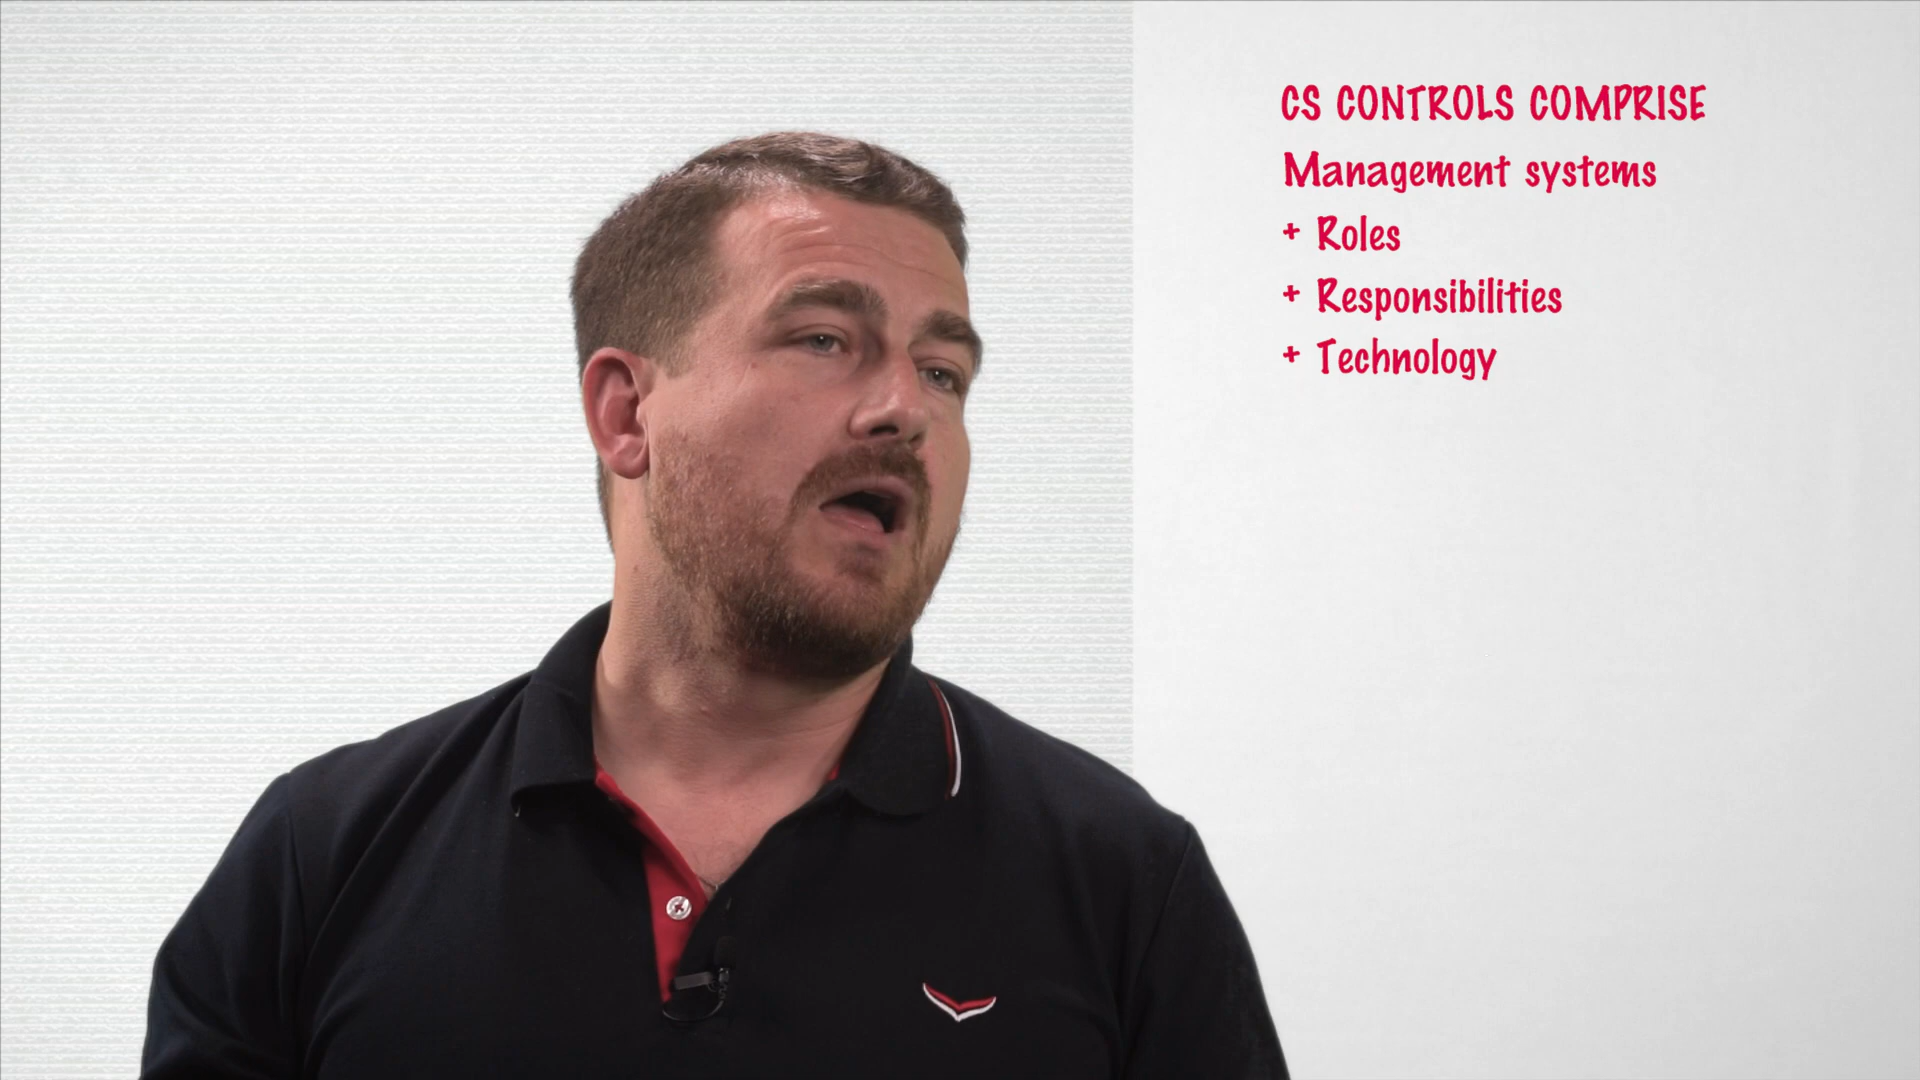 CS CONTROLS COMPRISE
Management systems
+ Roles
+ Responsibilities
+ Technology